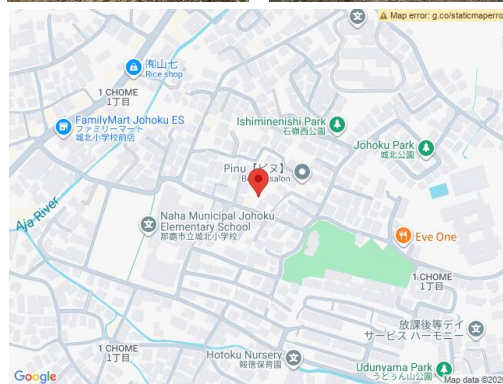 Map error: g.co/staticmaperro
㈲山七
Rice shop
1 CHOME
1丁目
FamilyMart Johoku ES
ファミリーマート
城北小学校前店
Ishiminenishi Park
石嶺西公園
Johoku Park
城北公園
Pinu【ピヌ】
Be salon
Aja River
Naha Municipal Johoku
Elementary School
那覇市立城北小学校
Eve One
1 CHOME
1丁目
放課後等デイ
サービス ハーモニー
1 CHOME
1丁目
Hotoku Nursery
報徳保育園
Udunyama Park
うどぅん山公園
Google
Map data ©202